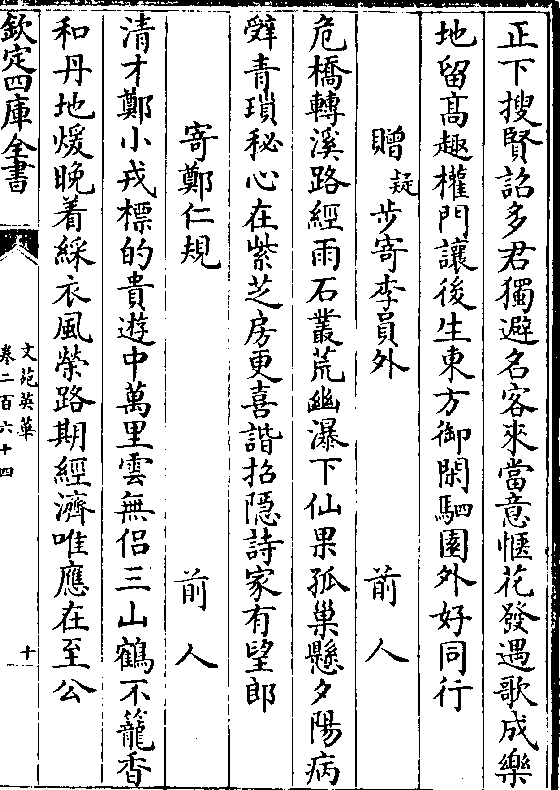 正下搜賢詔多君獨避名客來當意愜花發遇歌成樂
地留髙趣權門讓後生東方御閑駟園外好同行
贈疑步寄李員外　前人
危橋轉溪路經雨石叢荒幽瀑下仙果孤巢懸夕陽病
辭青瑣秘心在紫芝房更喜諧招隱詩家有望郎
寄鄭仁規　前人
清才鄭小戎標的貴遊中萬里雲無侣三山鶴不籠香
和丹地煖晚着綵衣風榮路期經濟唯應在至公
欽定四庫全書
文苑英華
卷二百六十四
十